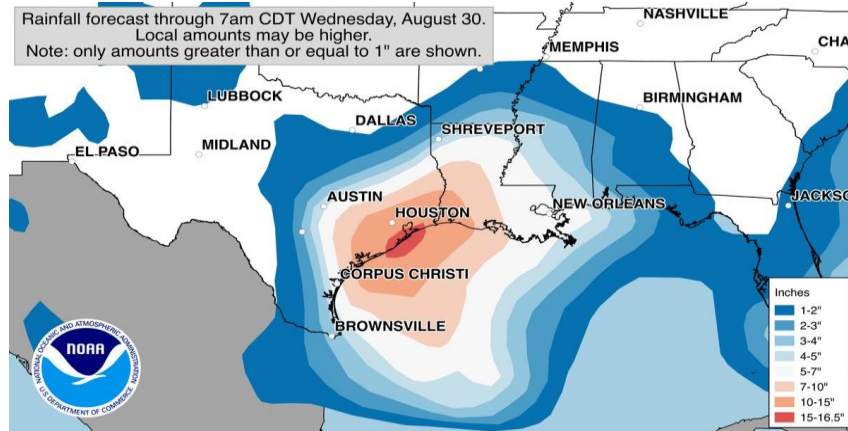 Rainfall forecast through 7am CDT Wednesday, August 30.
Local amounts may be higher.
Note: only amounts greater than or equal to 1" are shown.
NASHVILLE
MEMPHIS
CHA
LUBBOCK
BIRMINGHAM
DALLAS
SHREVEPORT
EL PASO
MIDLAND
AUSTIN
NEW ORLEANS
JACKSO
HOUSTON
CORPUS CHRISTI
BROWNSVILLE
Inches
1-2"
2-3"
3-4"
4-5"
5-7"
7-10"
10-15"
15-16.5"
NATIONAL OCEANIC AND ATMOSPHERIC ADMINISTRATION
NOAA
U.S. DEPARTMENT OF COMMERCE